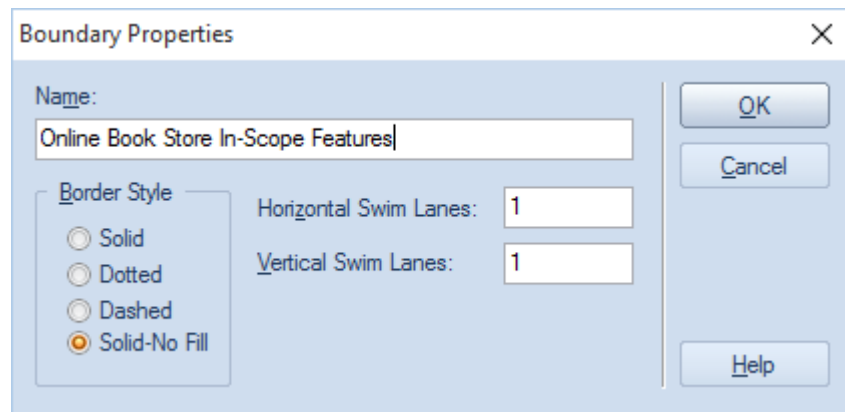 Boundary Properties
Name:
Online Book Store In-Scope Features
Border Style
Solid
Dotted
Dashed
Solid-No Fill
Horizontal Swim Lanes: 1
Vertical Swim Lanes: 1
OK
Cancel
Help